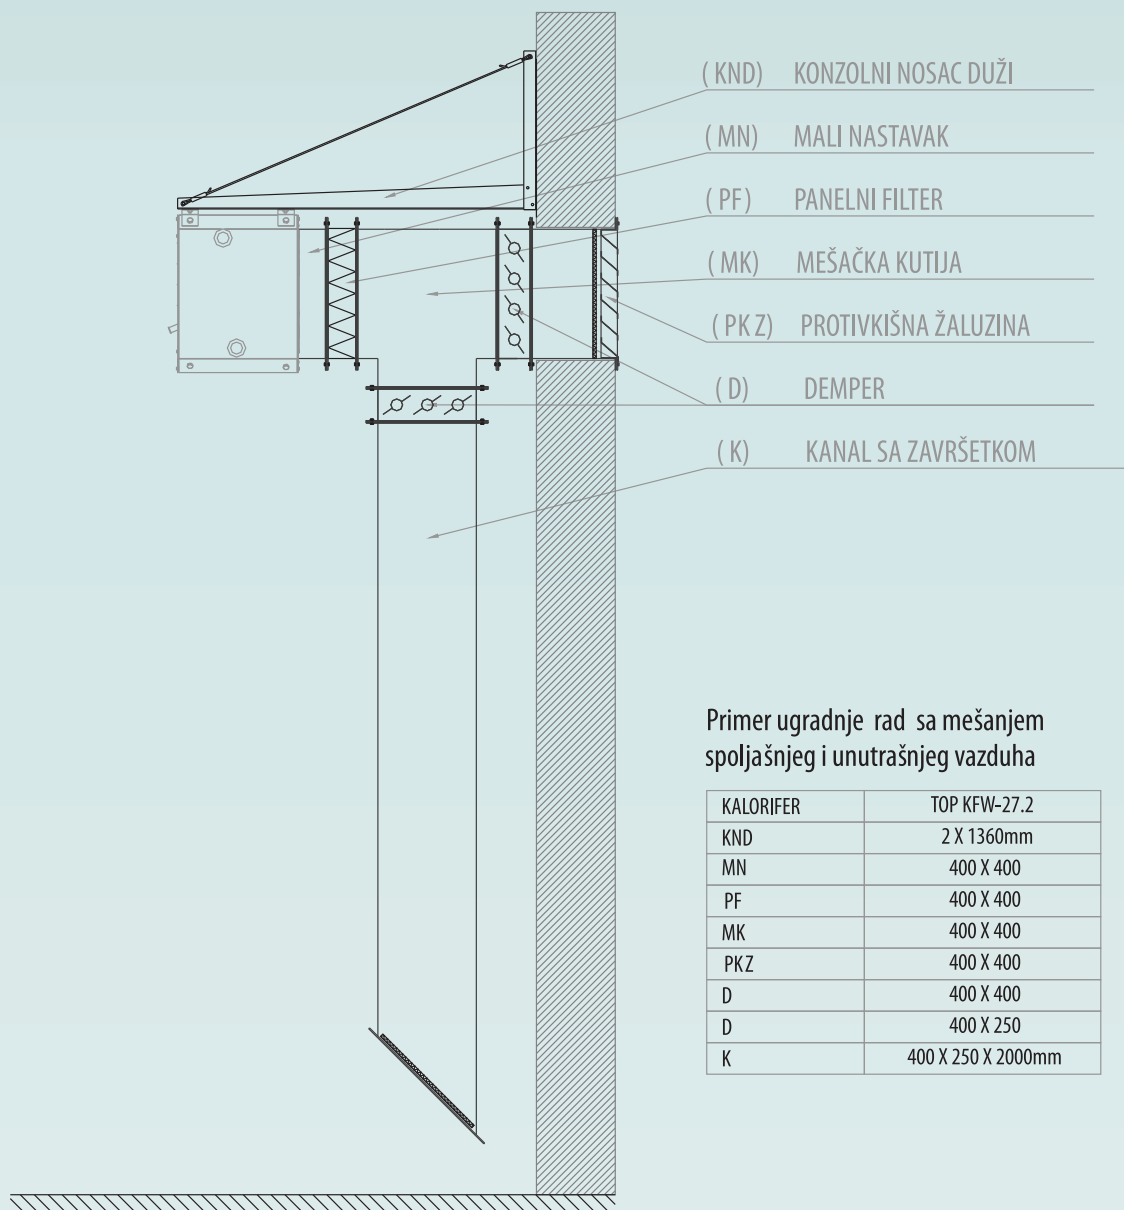 ( KND) KONZOLNI NOSAC DUŽI
( MN) MALI NASTAVAK
( PF) PANELNI FILTER
( MK) MEŠAČKA KUTIJA
( PK Z) PROTIVKIŠNA ŽALUZINA
( D) DEMPER
( K) KANAL SA ZAVRŠETKOM
Primer ugradnje rad sa mešanjem
spoljašnjeg i unutrašnjeg vazduha
KALORIFER TOP KFW-27.2
KND 2 X 1360mm
MN 400 X 400
PF 400 X 400
MK 400 X 400
PKZ 400 X 400
D 400 X 400
D 400 X 250
K 400 X 250 X 2000mm